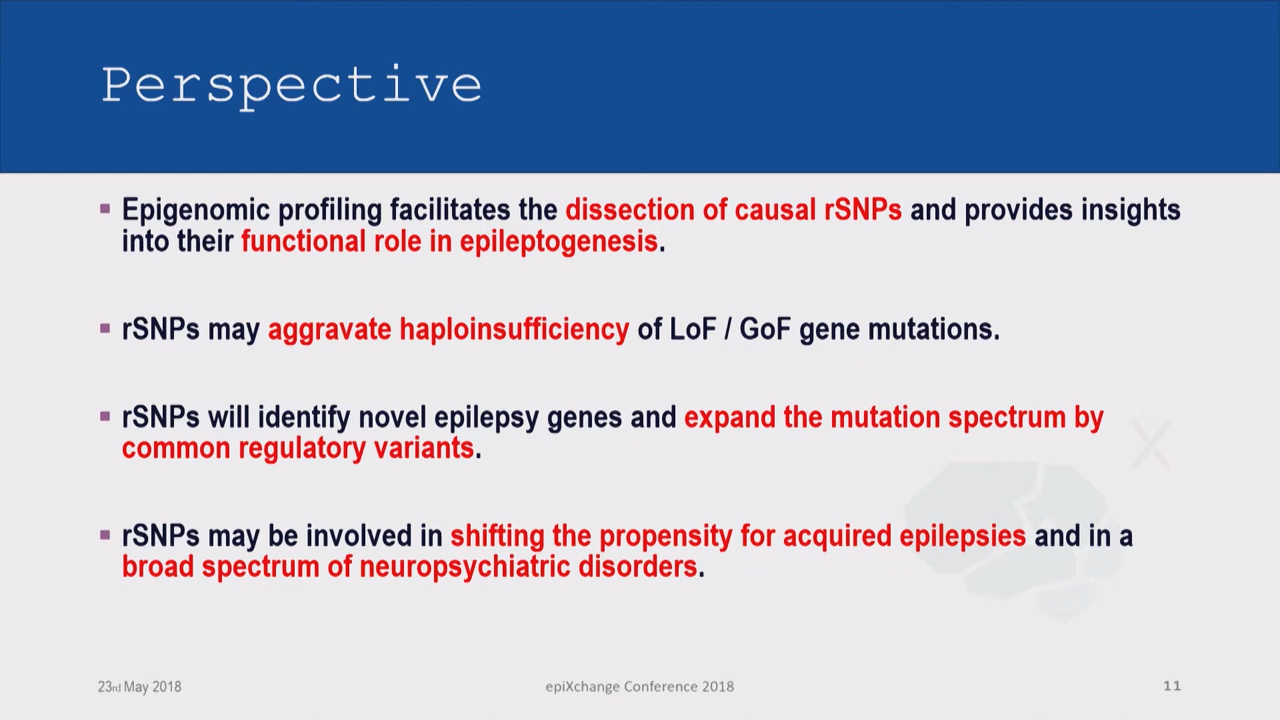 Perspective
Epigenomic profiling facilitates the dissection of causal rSNPs and provides insights
into their functional role in epileptogenesis.
rSNPs may aggravate haploinsufficiency of LoF / GoF gene mutations.
rSNPs will identify novel epilepsy genes and expand the mutation spectrum by
common regulatory variants.
rSNPs may be involved in shifting the propensity for acquired epilepsies and in a
broad spectrum of neuropsychiatric disorders.
X
23rd May 2018
epiXchange Conference 2018
11